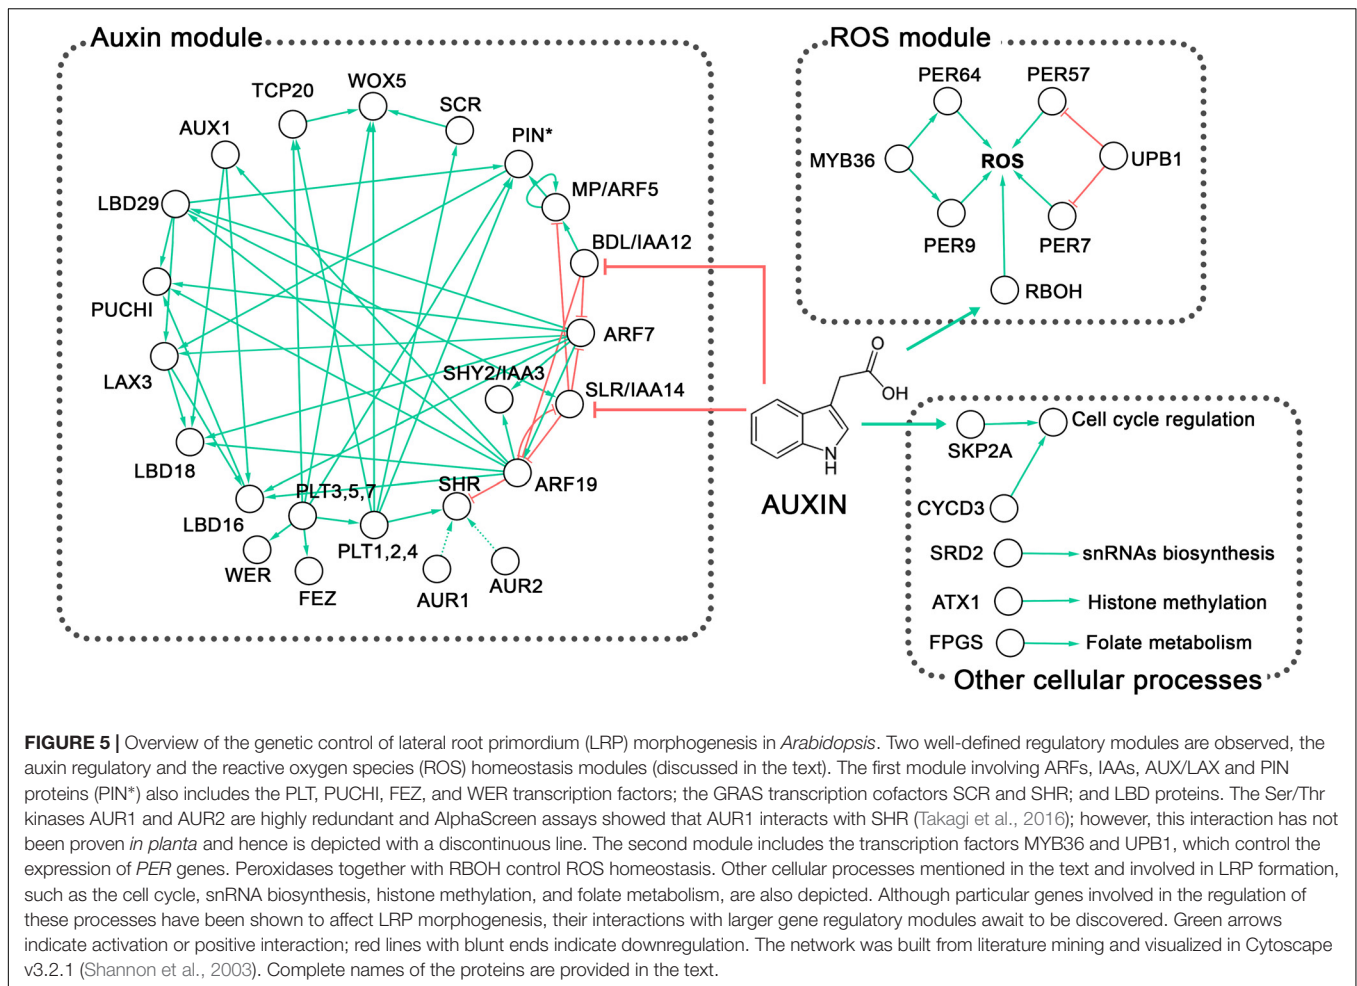 Auxin module
ROS module
TCP20
WOX5
SCR
AUX1
PIN*
LBD29
MP/ARF5
BDL/IAA12
PUCHI
ARF7
LAX3
SHY2/IAA3
SLR/IAA14
LBD18
ARF19
LBD16
PLT3,5,7
SHR
WER
PLT1,2,4
FEZ
AUR1
AUR2
PER64
PER57
MYB36
ROS
UPB1
PER9
PER7
RBOH
O
OH
N
H
AUXIN
SKP2A
Cell cycle regulation
CYCD3
SRD2
snRNAs biosynthesis
ATX1
Histone methylation
FPGS
Folate metabolism
Other cellular processes
FIGURE 5 | Overview of the genetic control of lateral root primordium (LRP) morphogenesis in Arabidopsis. Two well-defined regulatory modules are observed, the
auxin regulatory and the reactive oxygen species (ROS) homeostasis modules (discussed in the text). The first module involving ARFs, IAAs, AUX/LAX and PIN
proteins (PIN*) also includes the PLT, PUCHI, FEZ, and WER transcription factors; the GRAS transcription cofactors SCR and SHR; and LBD proteins. The Ser/Thr
kinases AUR1 and AUR2 are highly redundant and AlphaScreen assays showed that AUR1 interacts with SHR (Takagi et al., 2016); however, this interaction has not
been proven in planta and hence is depicted with a discontinuous line. The second module includes the transcription factors MYB36 and UPB1, which control the
expression of PER genes. Peroxidases together with RBOH control ROS homeostasis. Other cellular processes mentioned in the text and involved in LRP formation,
such as the cell cycle, snRNA biosynthesis, histone methylation, and folate metabolism, are also depicted. Although particular genes involved in the regulation of
these processes have been shown to affect LRP morphogenesis, their interactions with larger gene regulatory modules await to be discovered. Green arrows
indicate activation or positive interaction; red lines with blunt ends indicate downregulation. The network was built from literature mining and visualized in Cytoscape
v3.2.1 (Shannon et al., 2003). Complete names of the proteins are provided in the text.